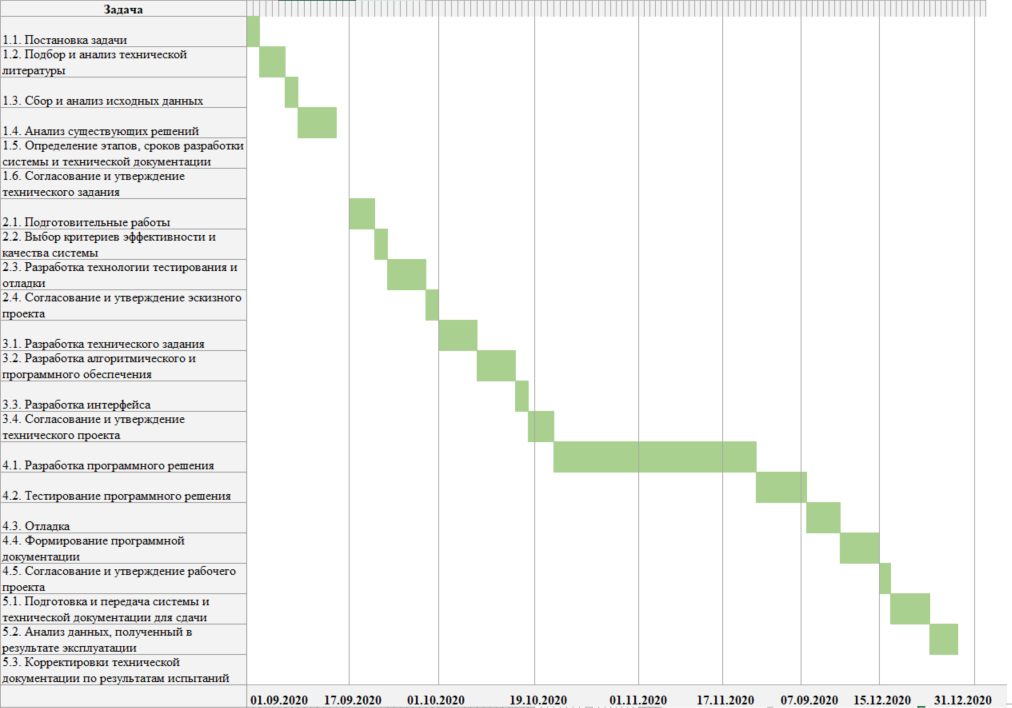 Задача
1.1. Постановка задачи
1.2. Подбор и анализ технической
литературы
1.3. Сбор и анализ исходных данных
1.4. Анализ существующих решений
1.5. Определение этапов, сроков разработки
системы и технической документации
1.6. Согласование и утверждение
технического задания
2.1. Подготовительные работы
2.2. Выбор критериев эффективности и
качества системы
2.3. Разработка технологии тестирования и
отладки
2.4. Согласование и утверждение эскизного
проекта
3.1. Разработка технического задания
3.2. Разработка алгоритмического и
программного обеспечения
3.3. Разработка интерфейса
3.4. Согласование и утверждение
технического проекта
4.1. Разработка программного решения
4.2. Тестирование программного решения
4.3. Отладка
4.4. Формирование программной
документации
4.5. Согласование и утверждение рабочего
проекта
5.1. Подготовка и передача системы и
технической документации для сдачи
5.2. Анализ данных, полученный в
результате эксплуатации
5.3. Корректировки технической
документации по результатам испытаний
01.09.2020 17.09.2020 01.10.2020 19.10.2020 01.11.2020 17.11.2020 07.09.2020 15.12.2020 31.12.2020